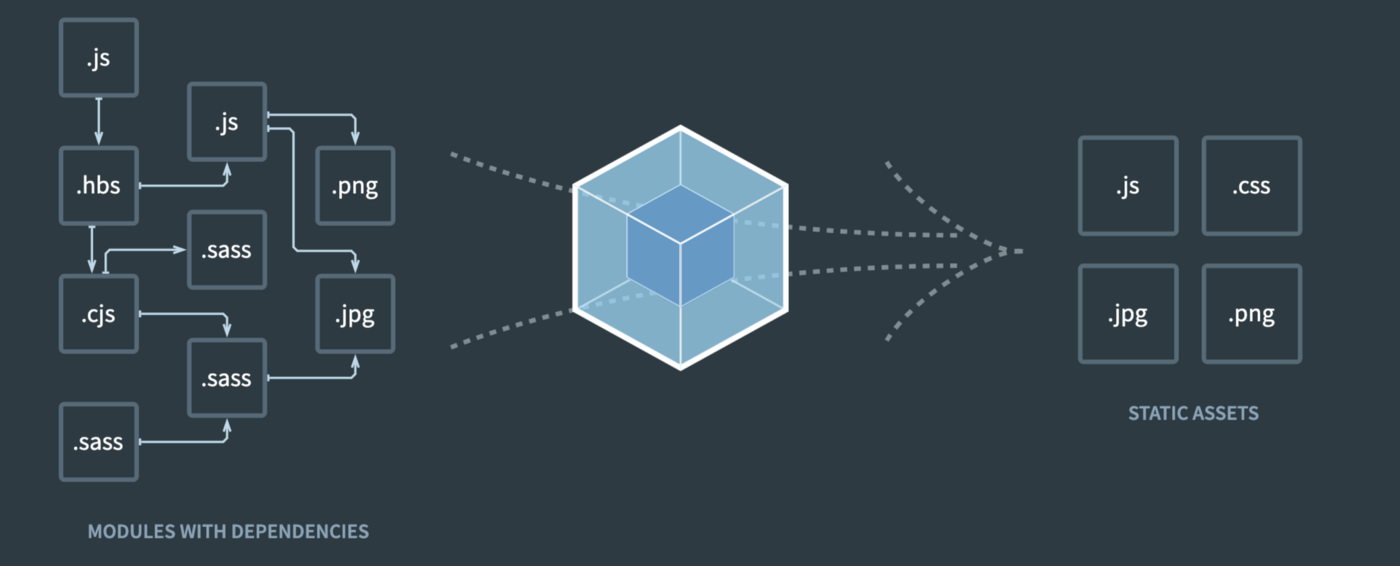 .js
.js
.hbs
.png
.sass
.cjs
.jpg
.sass
.sass
MODULES WITH DEPENDENCIES
.js
.css
.jpg
.png
STATIC ASSETS